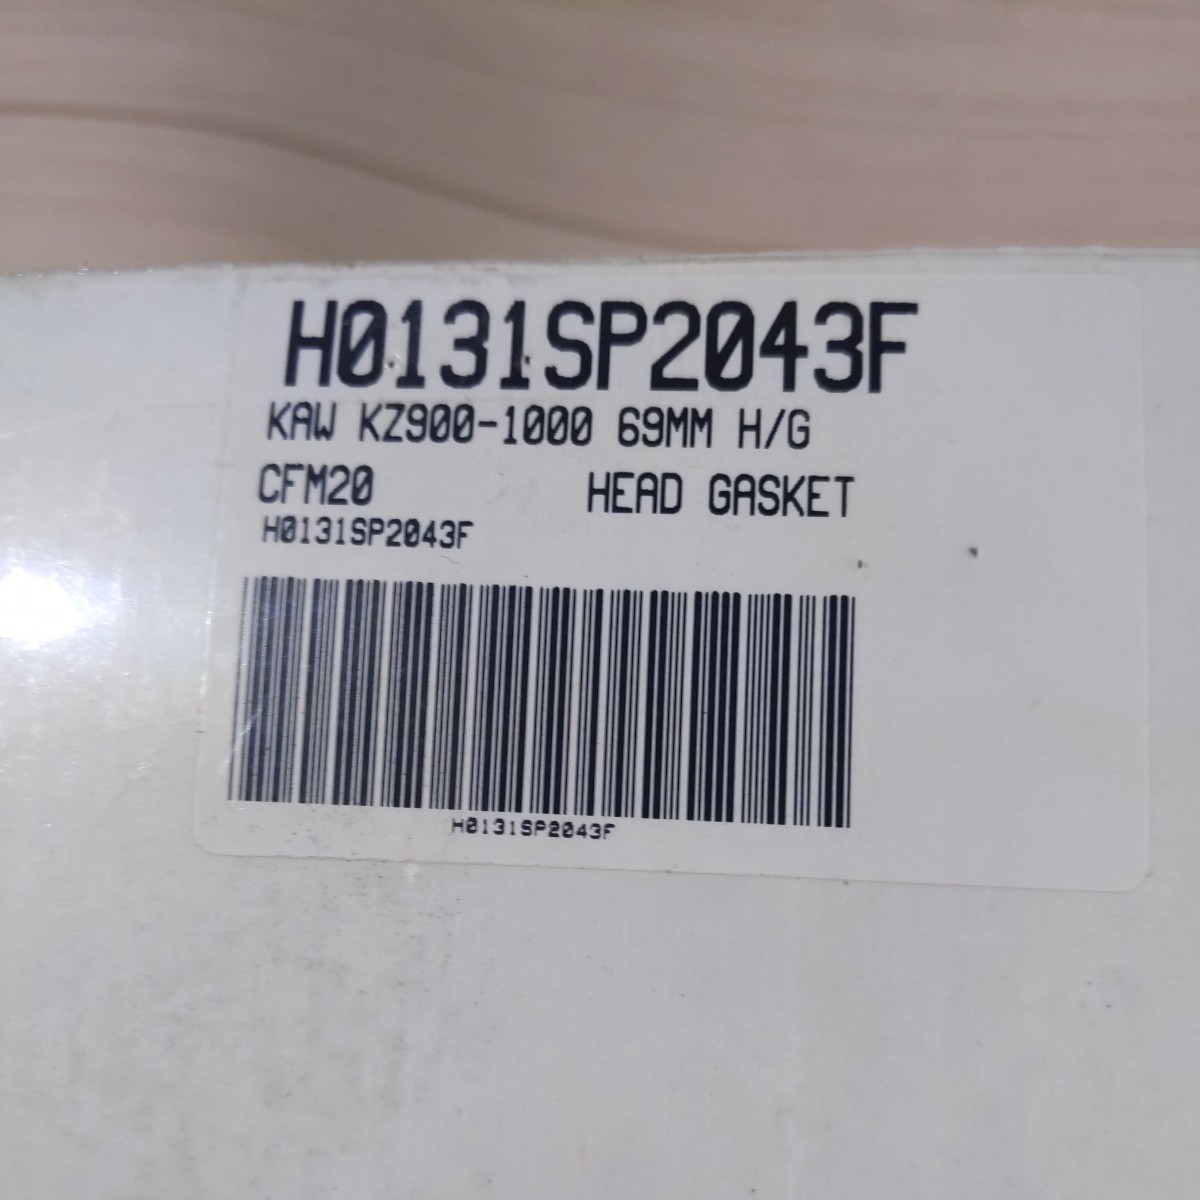 H0131SP2043F
KAW KZ900-1000 69MM H/G
CFM20 HEAD GASKET
H0131SP2043F
H0131SP2043F